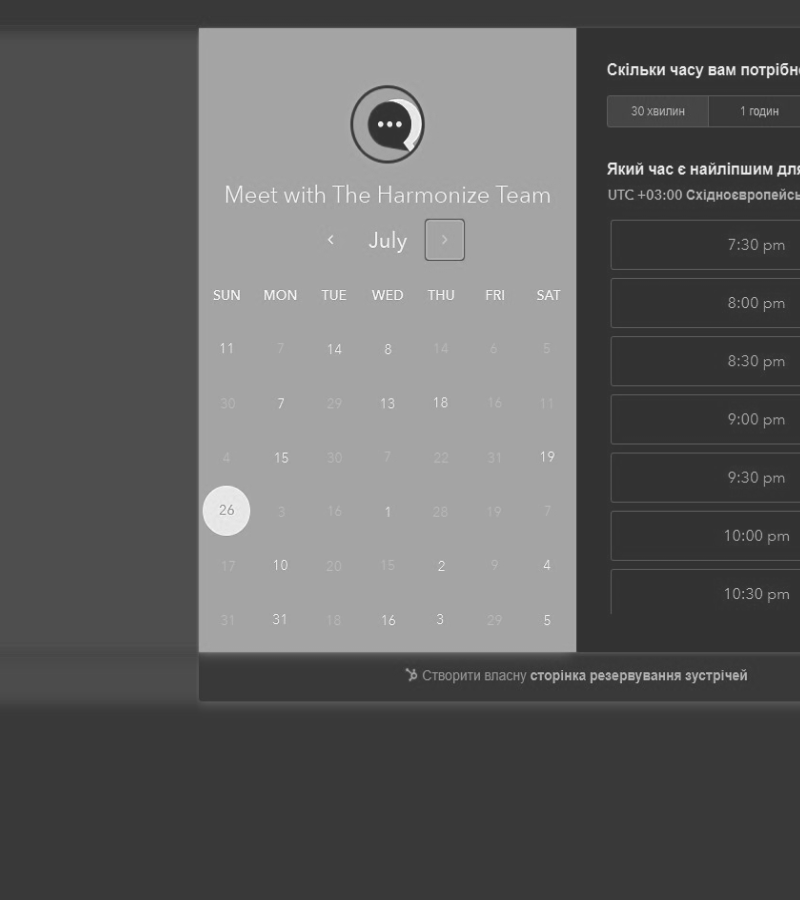 Meet with The Harmonize Team
July
SUN MON TUE WED THU FRI SAT
11 7 14 8 14 6 5
30 7 29 13 18 16 11
4 15 30 7 22 31 19
26 3 16 1 28 19 7
17 10 20 15 2 9 4
31 31 18 16 3 29 5
Скільки часу вам
30 хвилин 1 годин
Який час є найліпшим
UTC +03:00
7:30 pm
8:00 pm
8:30 pm
9:00 pm
9:30 pm
10:00 pm
10:30 pm
Створити власну сторінка резервування зустрічей